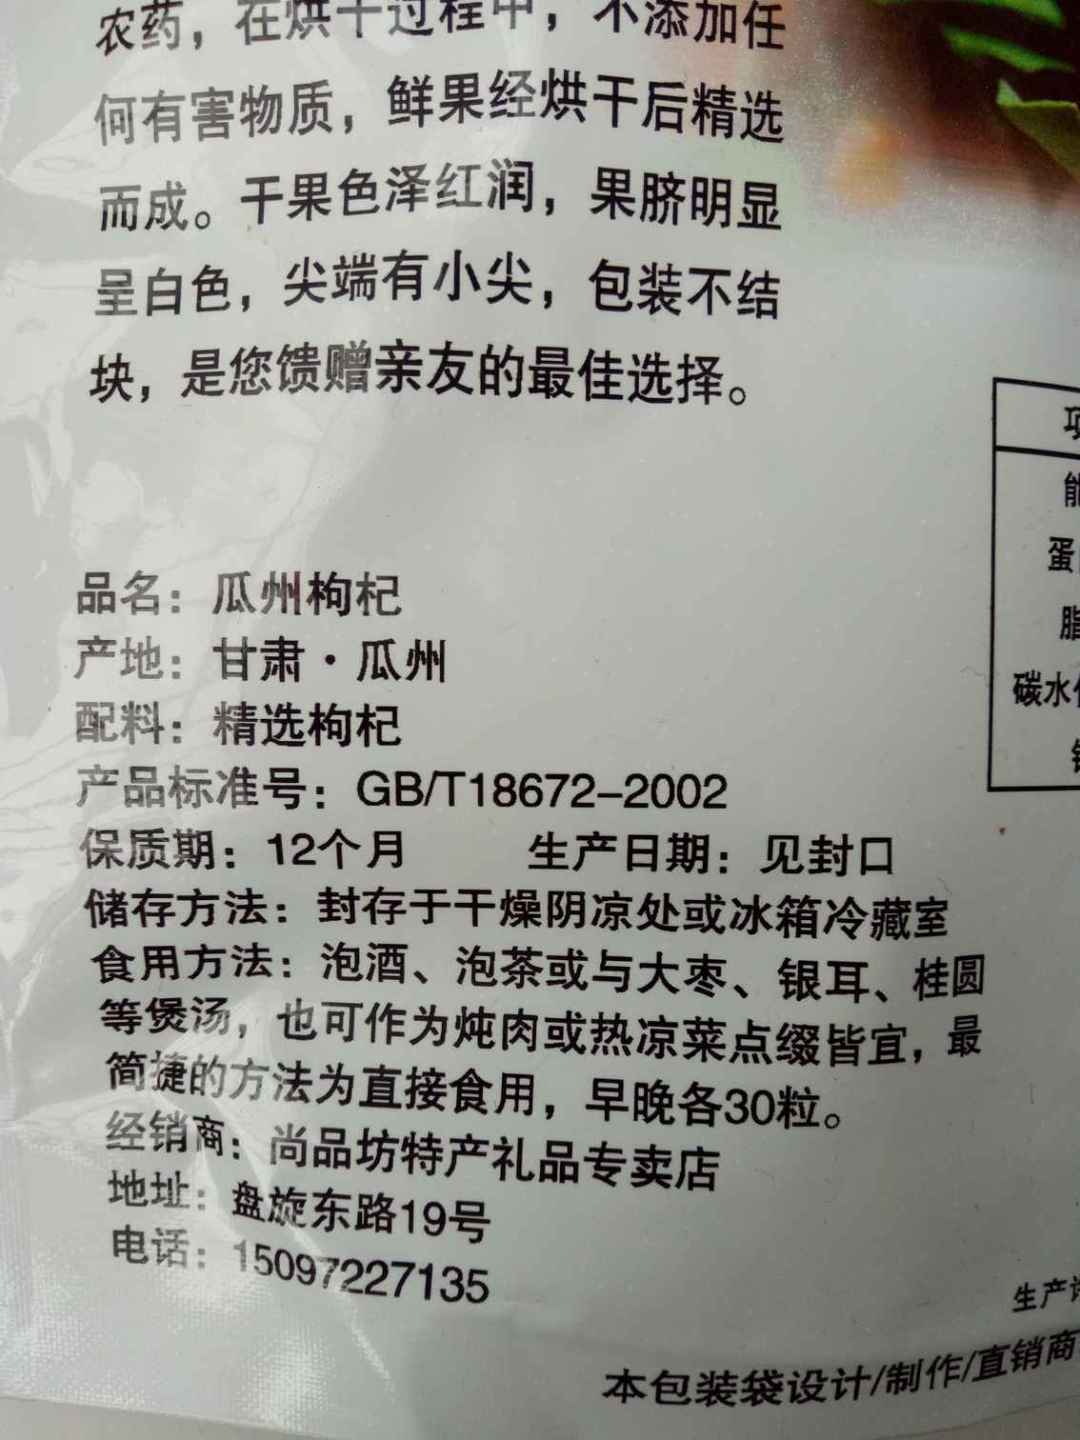 农药，在烘干过程中，不添加任
何有害物质，鲜果经烘干后精选
而成。干果色泽红润，果脐明显
呈白色，尖端有小尖，包装不结
块，是您馈赠亲友的最佳选择。
项
能
蛋
脂
碳水
品名：瓜州枸杞
产地：甘肃·瓜州
配料：精选枸杞
产品标准号：GB/T18672-2002
保质期：12个月 生产日期：见封口
储存方法：封存于干燥阴凉处或冰箱冷藏室
食用方法：泡酒、泡茶或与大枣、银耳、桂圆
等煲汤，也可作为炖肉或热凉菜点缀皆宜，最
简捷的方法为直接食用，早晚各30粒。
经销商：尚品坊特产礼品专卖店
地址：盘旋东路19号
电话：15097227135
生产
本包装袋设计/制作/直销商